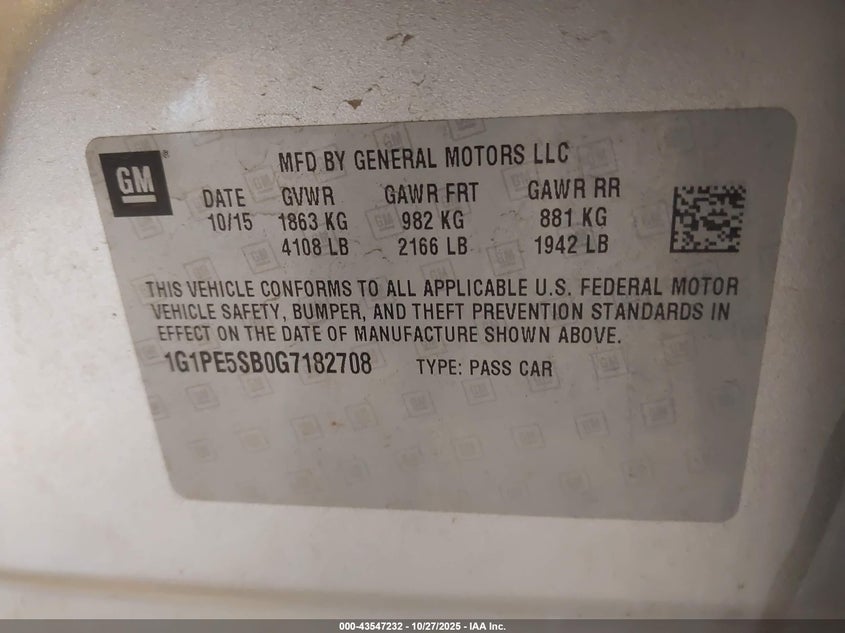 GM ®
MFD BY GENERAL MOTORS LLC
DATE GVWR GAWR FRT GAWR RR
10/15 1863 KG 982 KG 881 KG
4108 LB 2166 LB 1942 LB
THIS VEHICLE CONFORMS TO ALL APPLICABLE U.S. FEDERAL MOTOR
VEHICLE SAFETY, BUMPER, AND THEFT PREVENTION STANDARDS IN
EFFECT ON THE DATE OF MANUFACTURE SHOWN ABOVE.
1G1PE5SB0G7182708 TYPE: PASS CAR
000-43547232 - 10/27/2025 - IAA Inc.